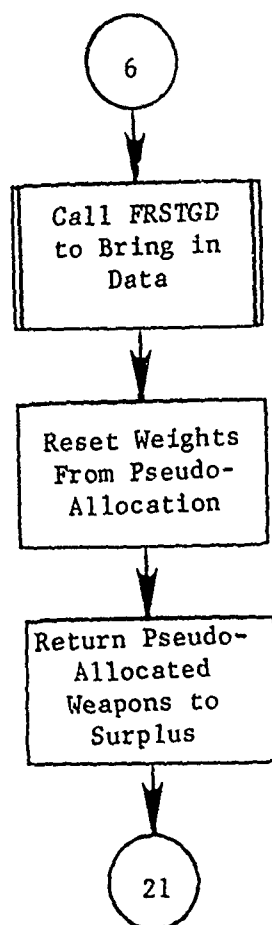 6
Call FRSTGD
to Bring in
Data
Reset Weights
From Pseudo-
Allocation
Return Pseudo-
Allocated
Weapons to
Surplus
21